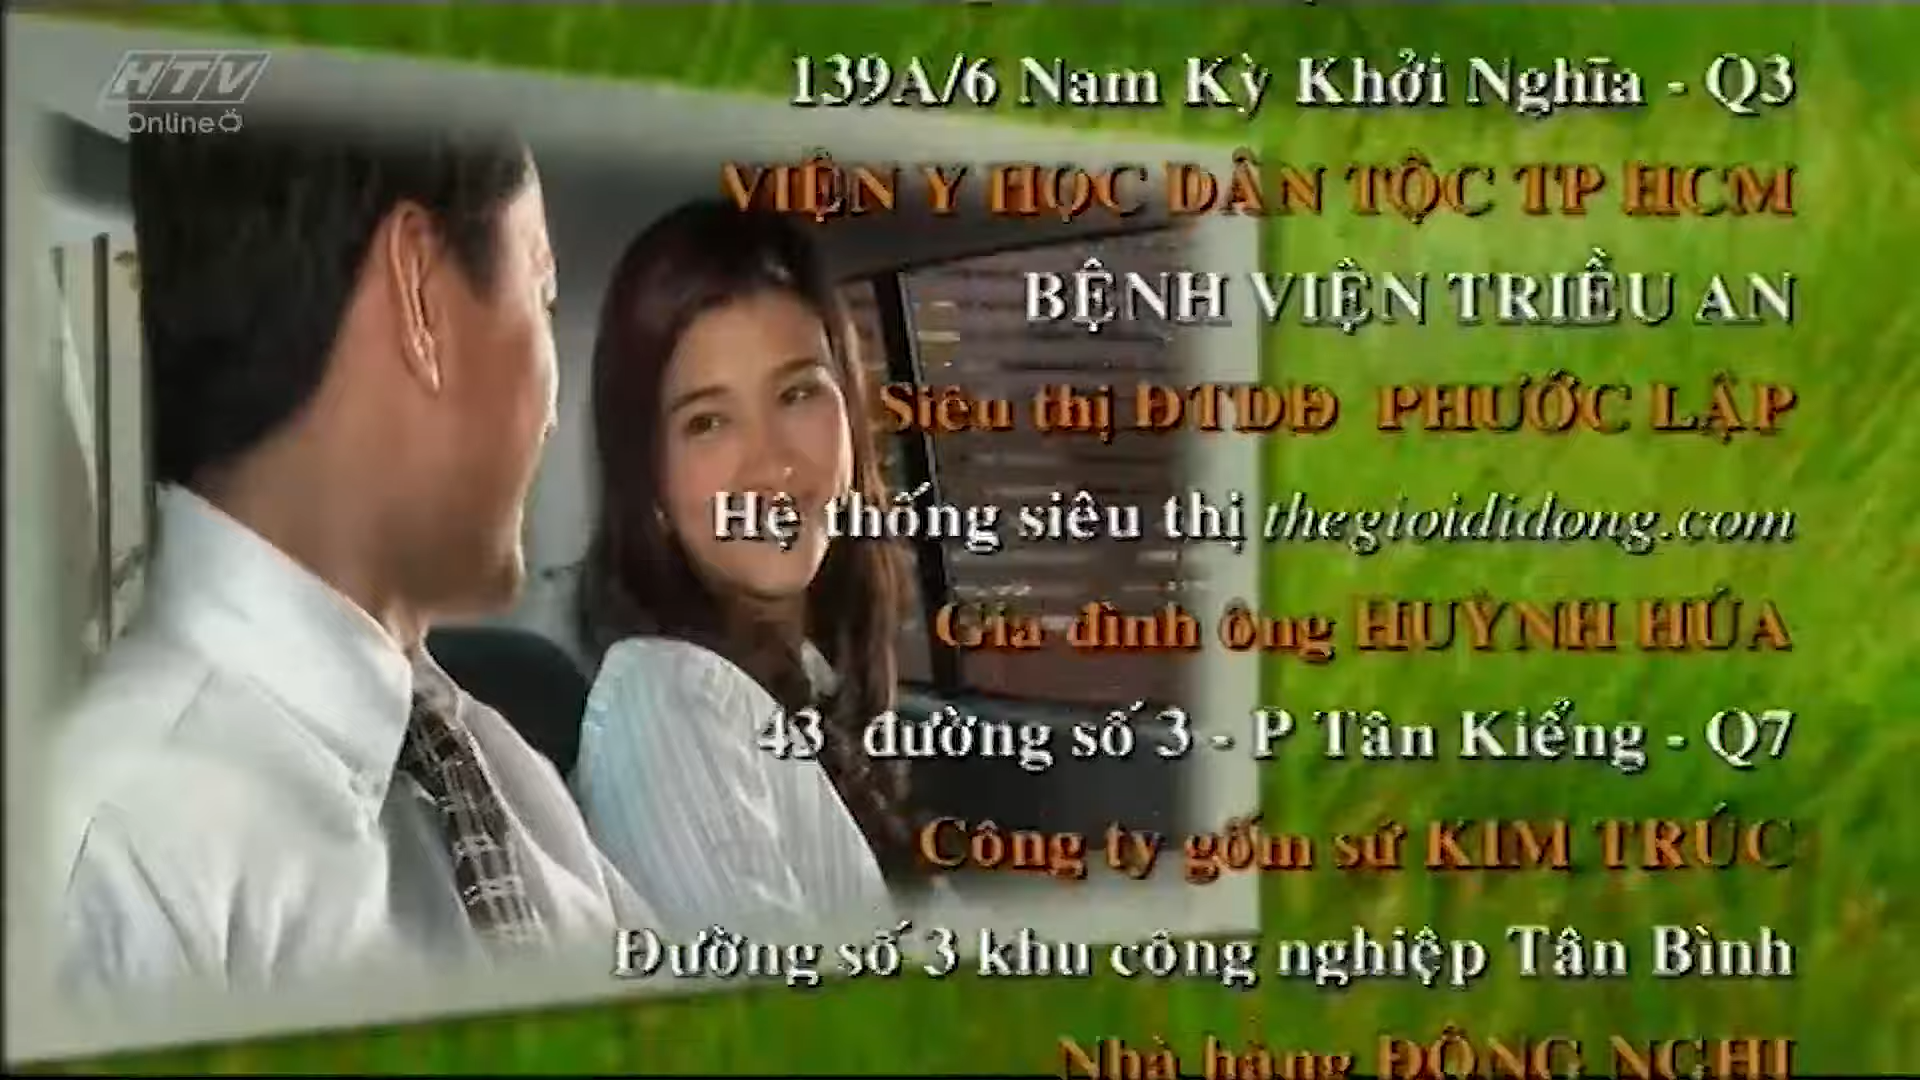 HTV
Online
139A/6 Nam Kỳ Khởi Nghĩa - Q3
VIỆN Y HỌC DÂN TỘC TP HCM
BỆNH VIỆN TRIỀU AN
Siêu thị ĐTDĐ PHƯỚC LẬP
Hệ thống siêu thị thegioididong.com
Gia đình ông HUỲNH HÚA
43 đường số 3 - P Tân Kiểng - Q7
Công ty gốm sứ KIM TRÚC
Đường số 3 khu công nghiệp Tân Bình
Nhà hàng ĐÔNG NGHI